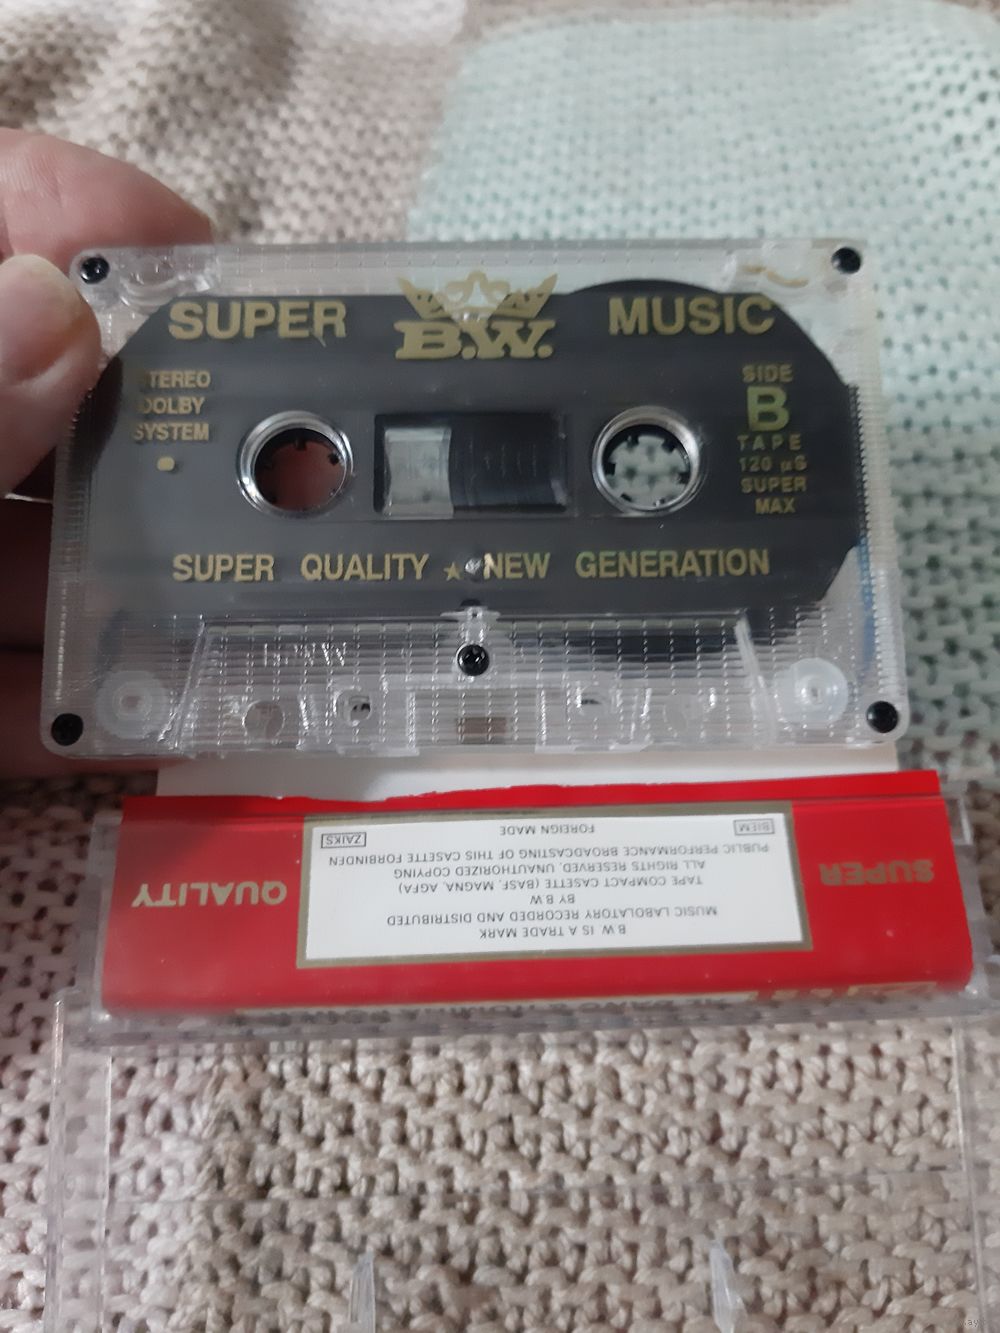 SUPER B.W. MUSIC
STEREO
DOLBY
SYSTEM
SIDE
B
TAPE
120 µS
SUPER
MAX
SUPER QUALITY ★ NEW GENERATION
SUPER QUALITY
B.W. IS A TRADE MARK
MUSIC LABOLATORY RECORDED AND DISTRIBUTED
BY B.W
TAPE COMPACT CASETTE (BASF, MAGNA, AGFA)
ALL RIGHTS RESERVED, UNAUTHORIZED COPYING
PUBLIC PERFORMANCE BROADCASTING OF THIS CASETTE FORBINDEN
BIEM FOREIGN MADE ZAIKS